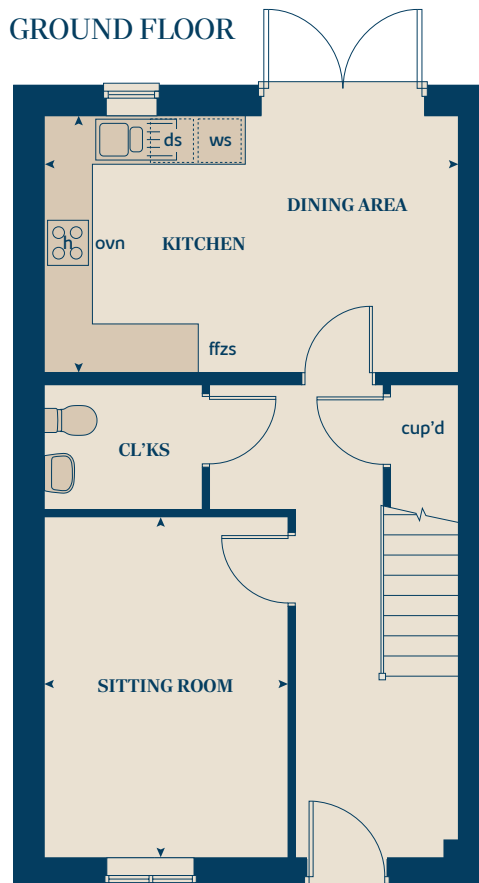 GROUND FLOOR
ds ws
DINING AREA
h ovn KITCHEN
ffzs
cup’d
CL’KS
SITTING ROOM